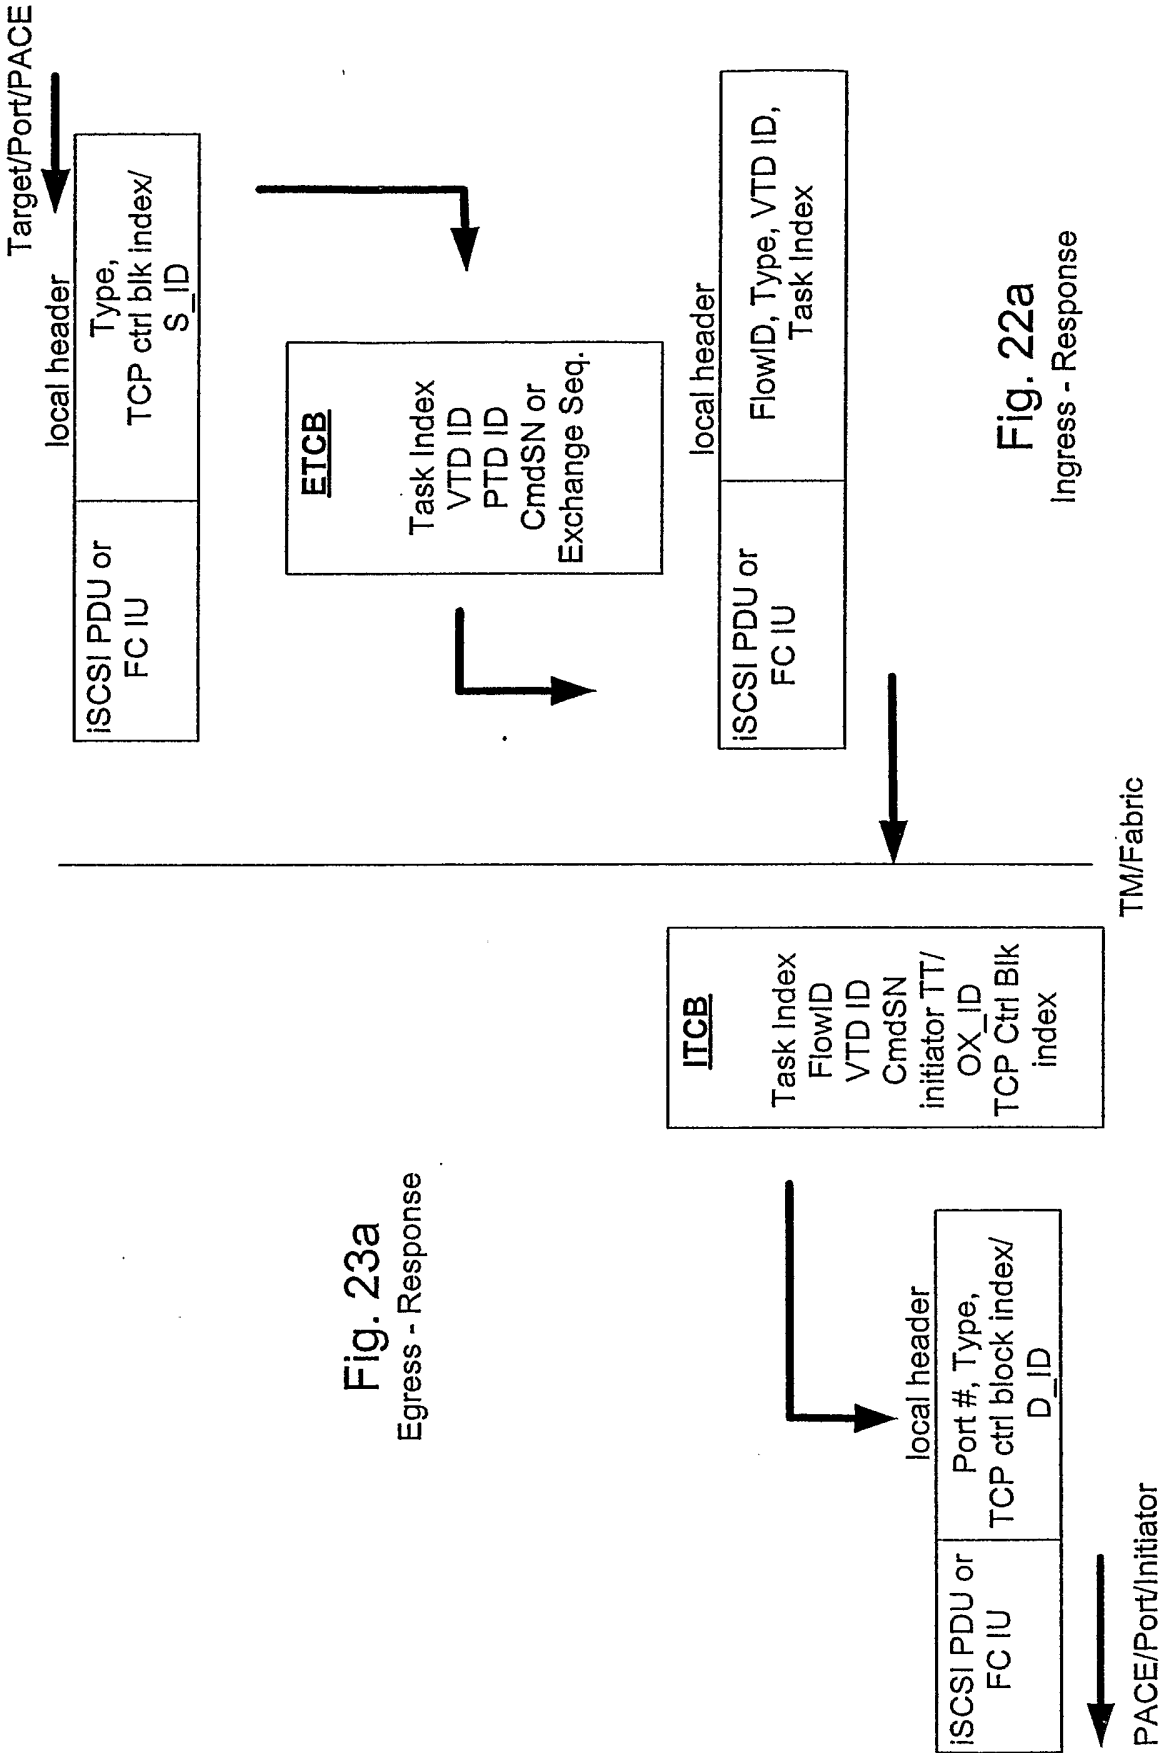 Target/Port/PACE
local header
iSCSI PDU or
FC IU
Type,
TCP ctrl blk index/
S_ID
ETCB
Task Index
VTD ID
PTD ID
CmdSN or
Exchange Seq.
local header
iSCSI PDU or
FC IU
FlowID, Type, VTD ID,
Task Index
Fig. 22a
Ingress - Response
TM/Fabric
Fig. 23a
Egress - Response
ITCB
Task Index
FlowID
VTD ID
CmdSN
initiator TT/
OX_ID
TCP Ctrl Blk
index
local header
iSCSI PDU or
FC IU
Port #, Type,
TCP ctrl block index/
D_ID
PACE/Port/Initiator